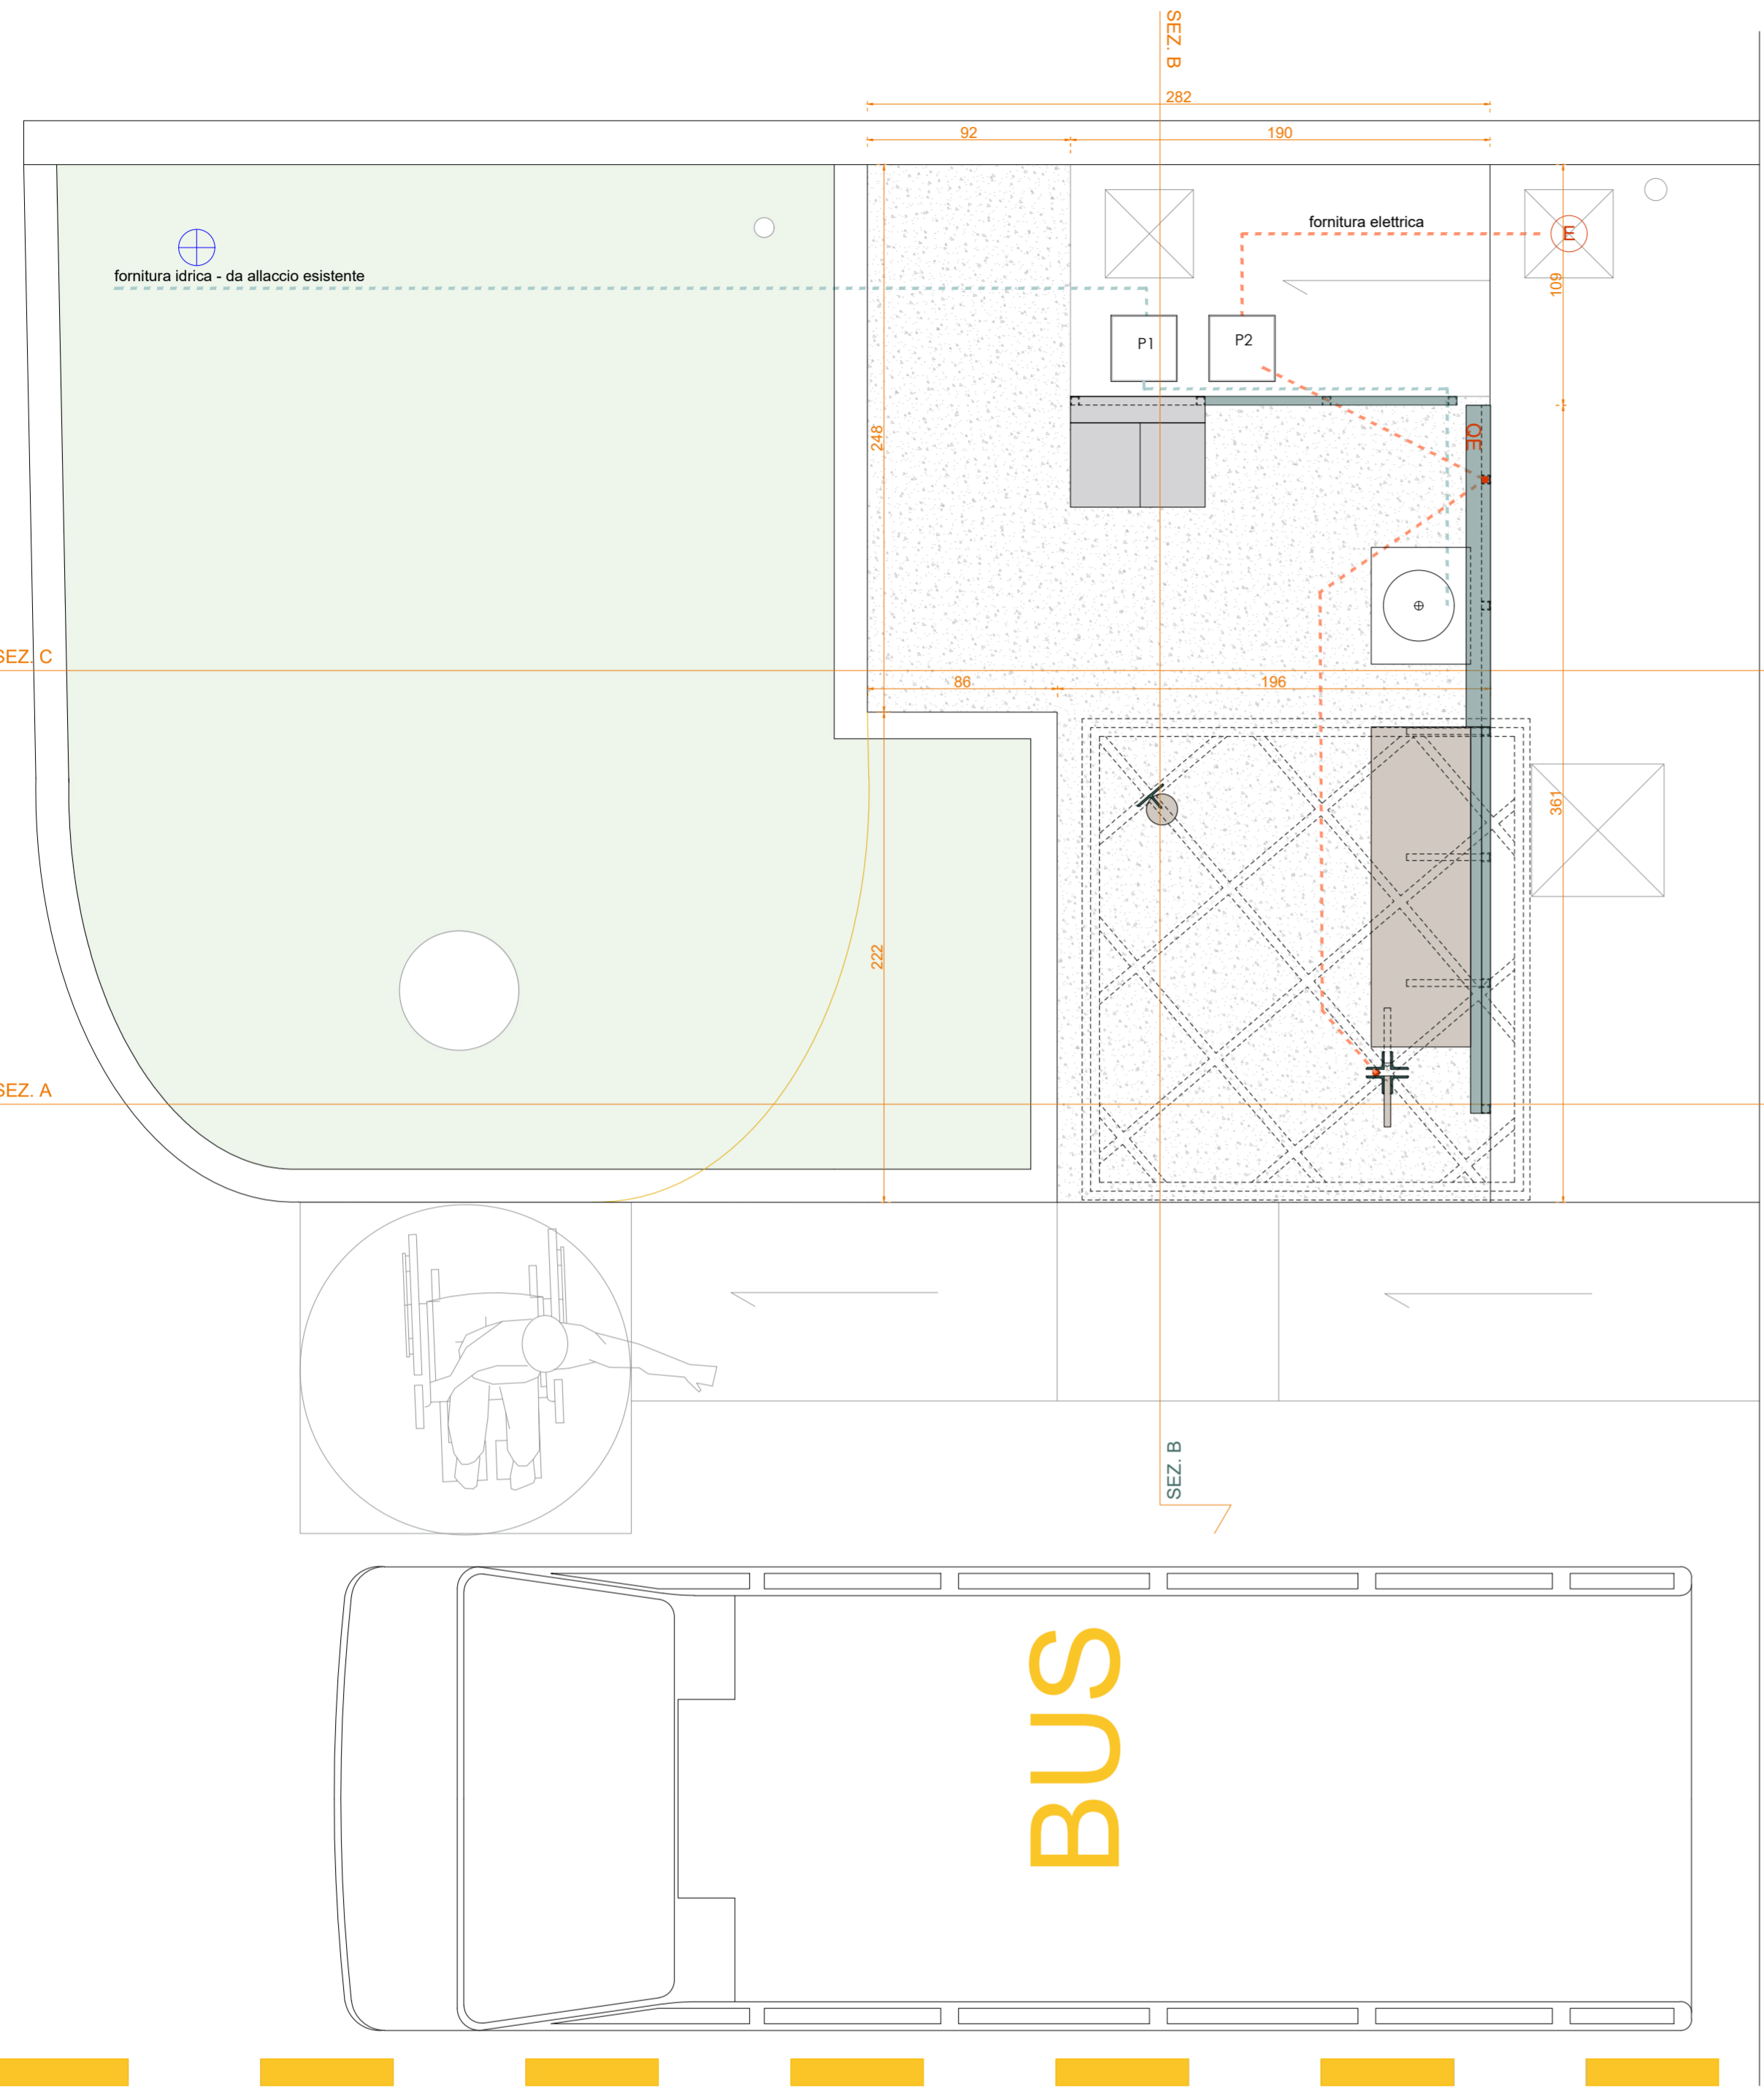 SEZ. B
282
92
190
fornitura elettrica
E
fornitura idrica - da allaccio esistente
109
P1
P2
248
QE
SEZ. C
86
196
361
222
SEZ. A
SEZ. B
BUS